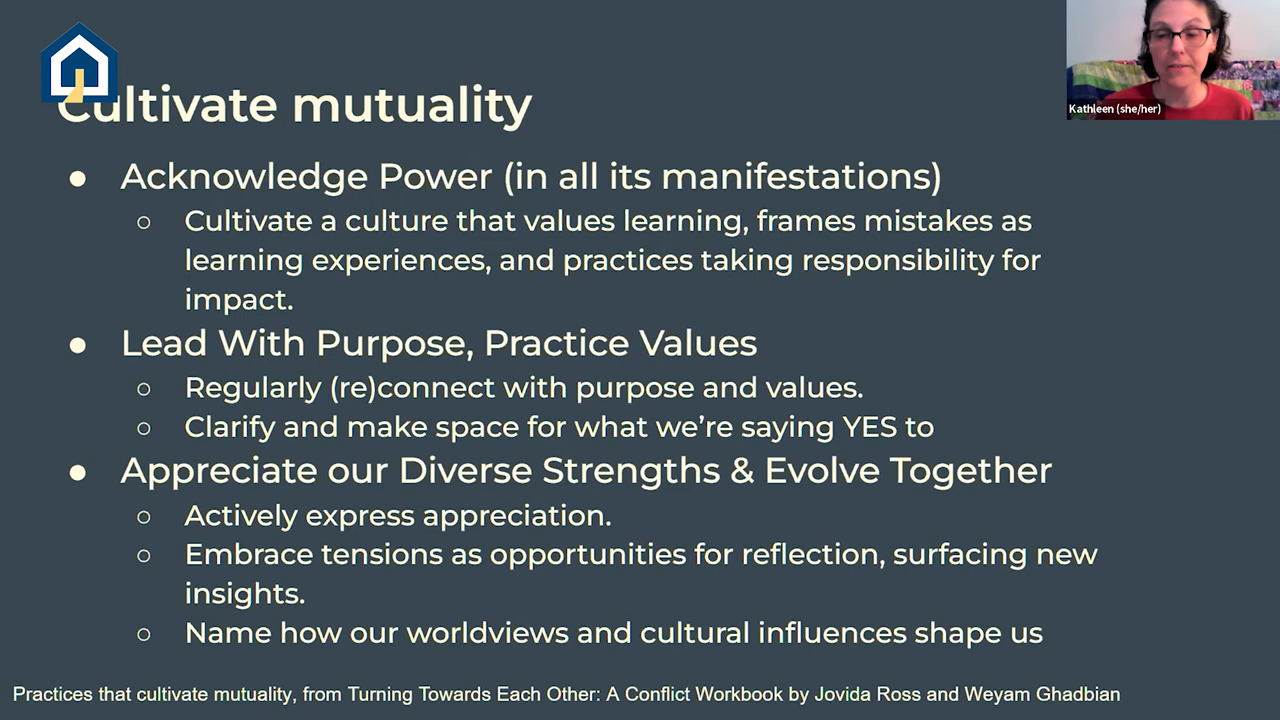 Cultivate mutuality
Kathleen (she/her)
● Acknowledge Power (in all its manifestations)
○ Cultivate a culture that values learning, frames mistakes as
learning experiences, and practices taking responsibility for
impact.
● Lead With Purpose, Practice Values
○ Regularly (re)connect with purpose and values.
○ Clarify and make space for what we’re saying YES to
● Appreciate our Diverse Strengths & Evolve Together
○ Actively express appreciation.
○ Embrace tensions as opportunities for reflection, surfacing new
insights.
○ Name how our worldviews and cultural influences shape us
Practices that cultivate mutuality, from Turning Towards Each Other: A Conflict Workbook by Jovida Ross and Weyam Ghadbian